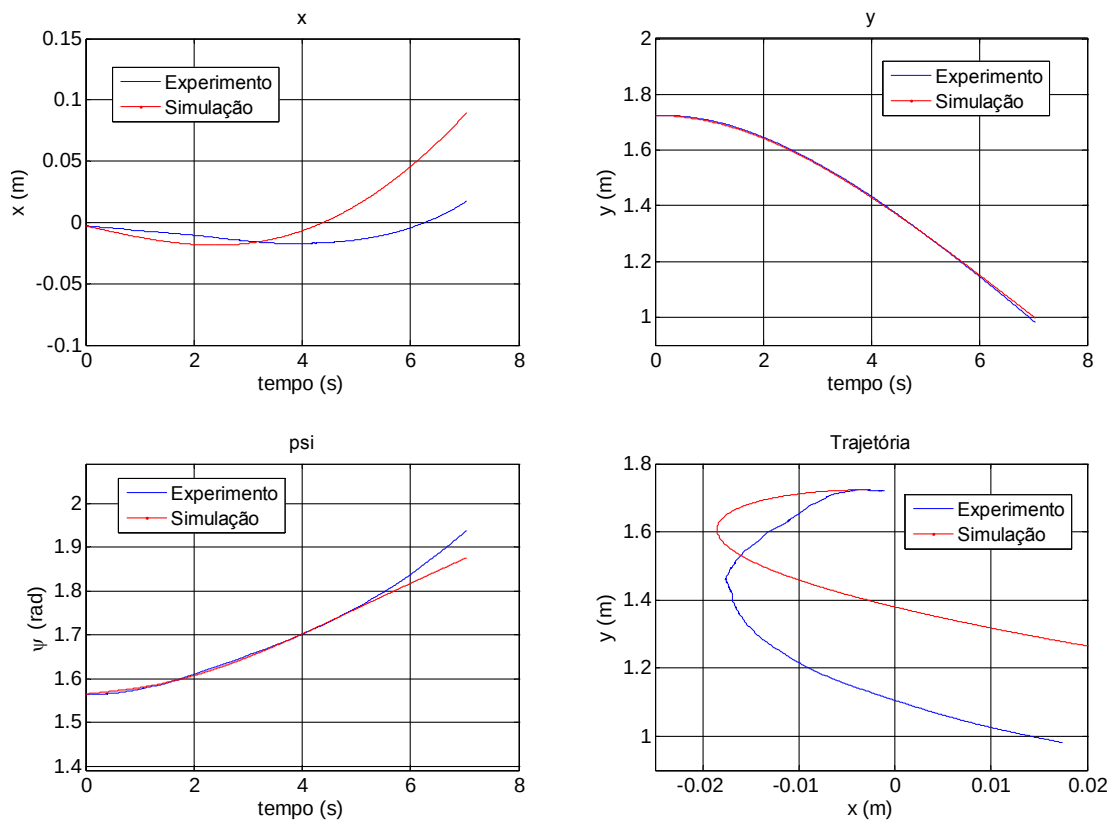 x
0.15
0.1
0.05
0
-0.05
-0.1
x (m)
Experimento
Simulação
0 2 4 6 8
tempo (s)
y
2
1.8
1.6
1.4
1.2
1
y (m)
Experimento
Simulação
0 2 4 6 8
tempo (s)
psi
2
1.9
1.8
1.7
1.6
1.5
1.4
ψ (rad)
Experimento
Simulação
0 2 4 6 8
tempo (s)
Trajetória
1.8
1.6
1.4
1.2
1
y (m)
Experimento
Simulação
-0.02 -0.01 0 0.01 0.02
x (m)